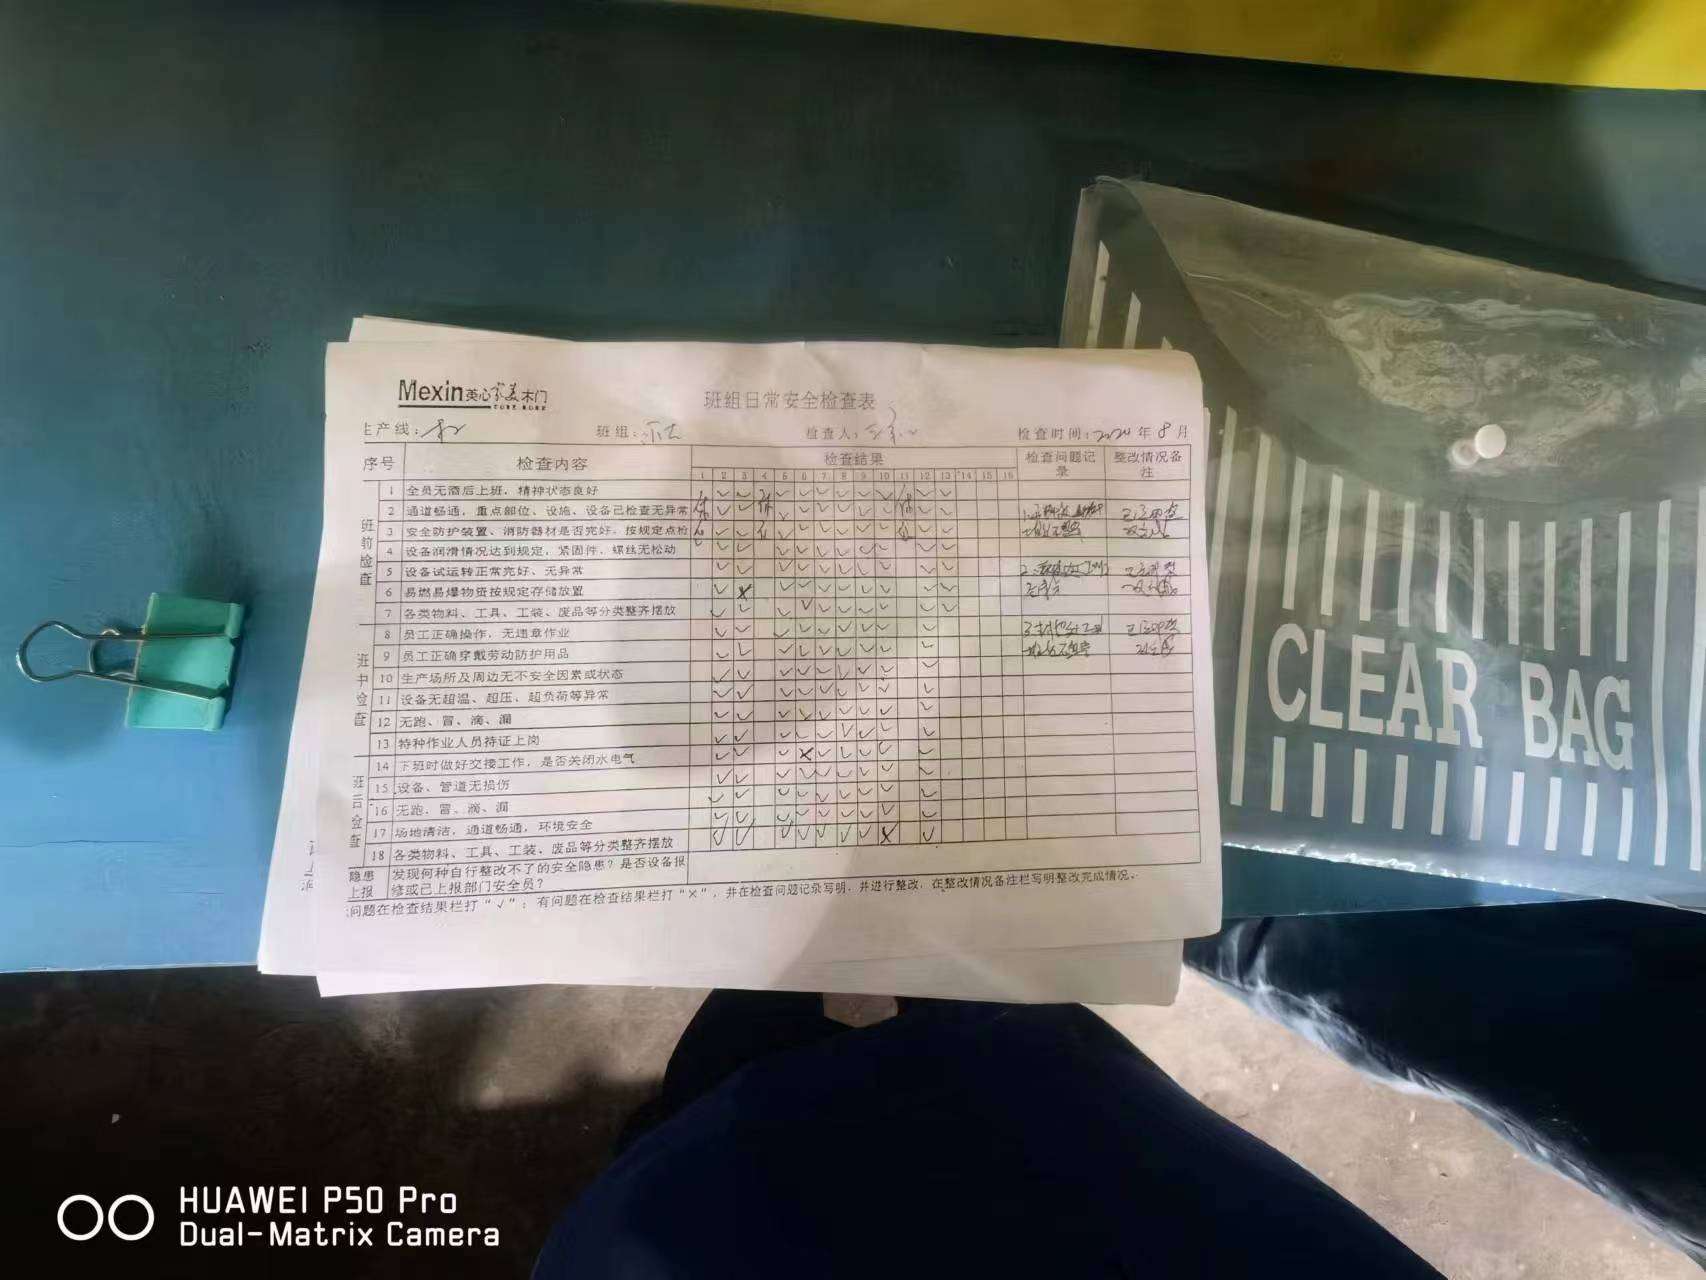 Mexin英心木门
班组日常安全检查表
生产线: 班组: 检查人: 检查时间: 2024 年 8 月
序号 检查内容 检查结果 检查问题记录 整改情况备注
1 2 3 4 5 6 7 8 9 10 11 12 13 14 15 16
班前检查
1 全员无酒后上班，精神状态良好
2 通道畅通，重点部位、设施、设备已检查无异常
3 安全防护装置、消防器材是否完好，按规定点检
4 设备润滑情况达到规定，紧固件、螺丝无松动
5 设备试运转正常完好、无异常
6 易燃易爆物资按规定存储放置
7 各类物料、工具、工装、废品等分类整齐摆放
班中检查
8 员工正确操作，无违章作业
9 员工正确穿戴劳动防护用品
10 生产场所及周边无不安全因素或状态
11 设备无超温、超压、超负荷等异常
12 无跑、冒、滴、漏
13 特种作业人员持证上岗
班后检查
14 下班时做好交接工作，是否关闭水电气
15 设备、管道无损伤
16 无跑、冒、滴、漏
17 场地清洁，通道畅通，环境安全
18 各类物料、工具、工装、废品等分类整齐摆放
隐患上报 发现何种自行整改不了的安全隐患？是否设备报
修或已上报部门安全员？
问题在检查结果栏打“√”；有问题在检查结果栏打“×”，并在检查问题记录写明，并进行整改，在整改情况备注栏写明整改完成情况。
CLEAR BAG
HUAWEI P50 Pro
Dual-Matrix Camera